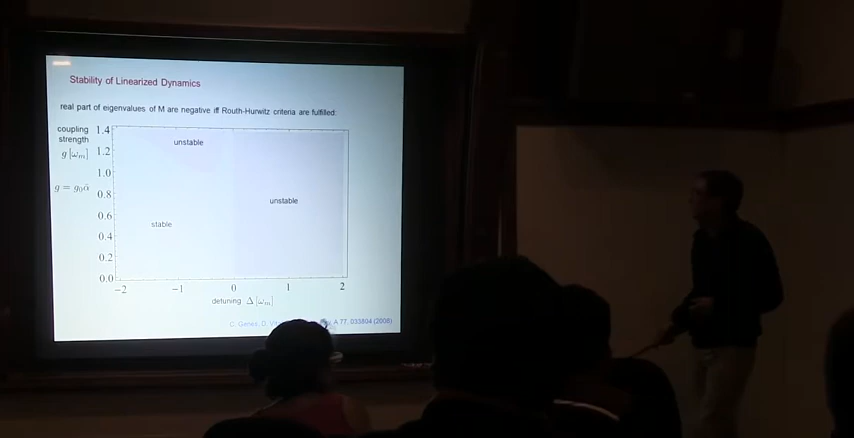 Stability of Linearized Dynamics
real part of eigenvalues of M are negative iff Routh-Hurwitz criteria are fulfilled:
coupling
strength
g [ωₘ]
g = g₀ᾱ
1.4
1.2
1.0
0.8
0.6
0.4
0.2
0.0
unstable
unstable
stable
−2
−1
0
1
2
detuning Δ [ωₘ]
C. Genes, D. A 77, 033804 (2008)